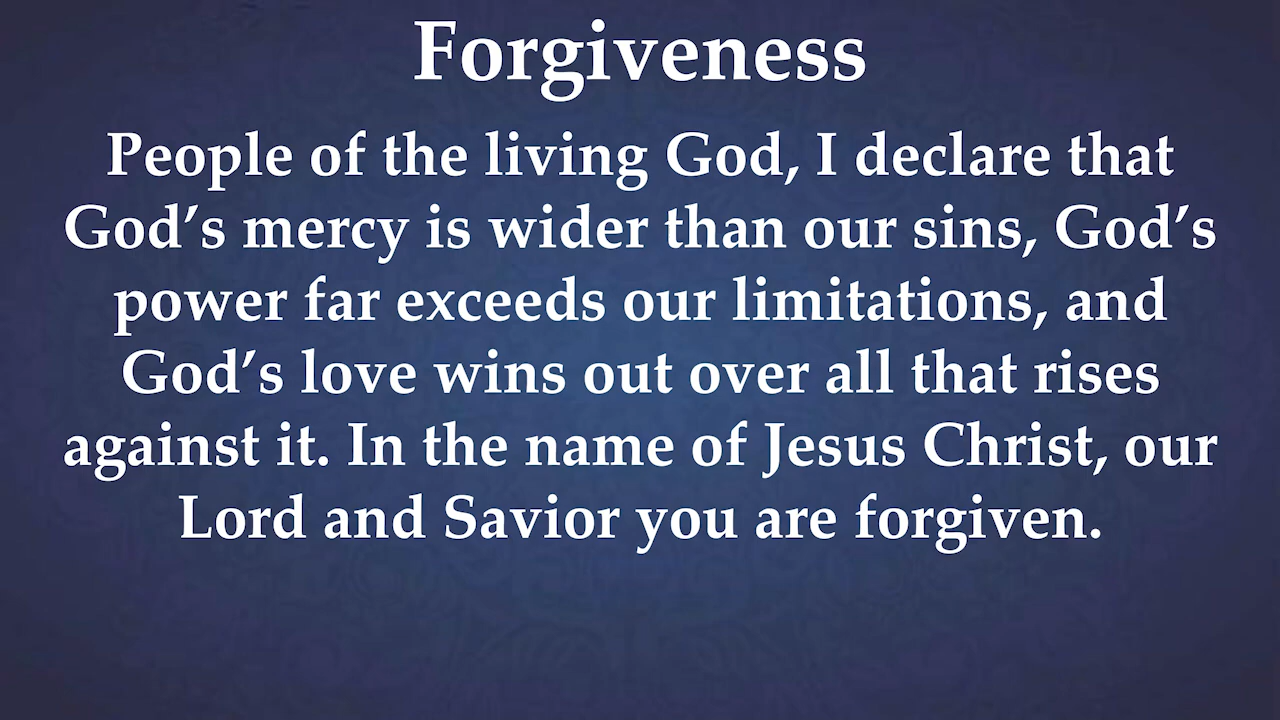 Forgiveness
People of the living God, I declare that
God’s mercy is wider than our sins, God’s
power far exceeds our limitations, and
God’s love wins out over all that rises
against it. In the name of Jesus Christ, our
Lord and Savior you are forgiven.